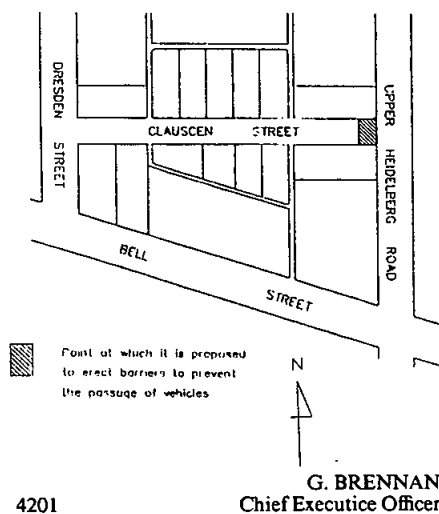 DRESDEN STREET
CLAUSCEN STREET
UPPER HEIDELBERG ROAD
BELL STREET
Point at which it is proposed
to erect barriers to prevent
the passage of vehicles
N
G. BRENNAN
4201 Chief Executice Officer